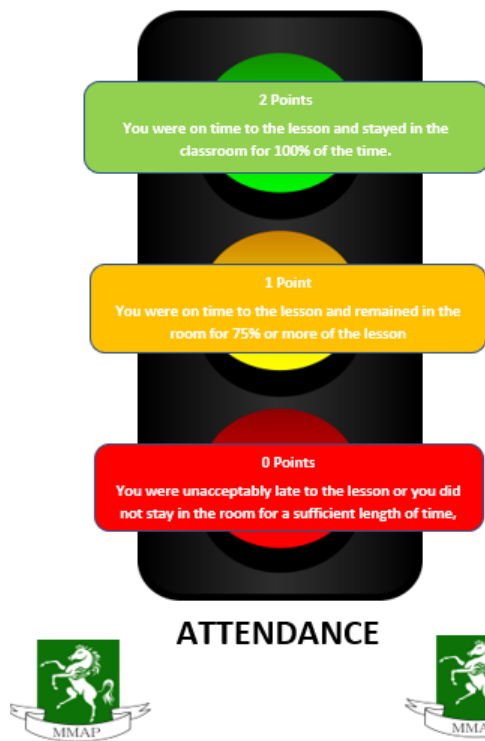 2 Points
You were on time to the lesson and stayed in the
classroom for 100% of the time.
1 Point
You were on time to the lesson and remained in the
room for 75% or more of the lesson
0 Points
You were unacceptably late to the lesson or you did
not stay in the room for a sufficient length of time,
ATTENDANCE
MMAP